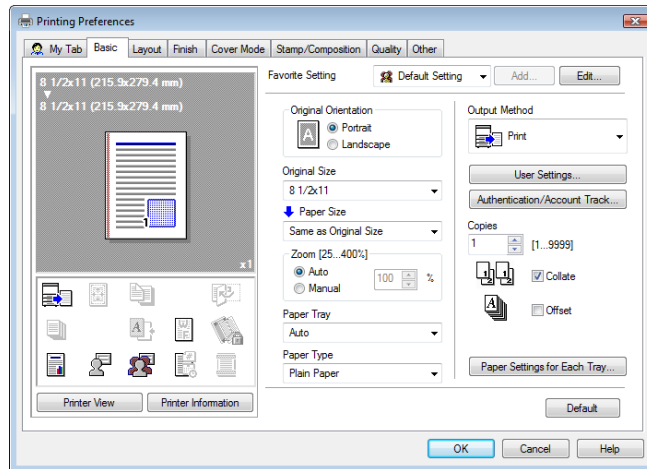 Printing Preferences
My Tab Basic Layout Finish Cover Mode Stamp/Composition Quality Other
8 1/2x11 (215.9x279.4 mm)
8 1/2x11 (215.9x279.4 mm)
1
x1
Printer View Printer Information
Favorite Setting Default Setting Add... Edit...
Original Orientation
A Portrait
Landscape
Original Size
8 1/2x11
Paper Size
Same as Original Size
Zoom [25...400%]
Auto
Manual 100 %
Paper Tray
Auto
Paper Type
Plain Paper
Output Method
Print
User Settings...
Authentication/Account Track...
Copies
1 [1...9999]
Collate
Offset
Paper Settings for Each Tray...
Default
OK Cancel Help